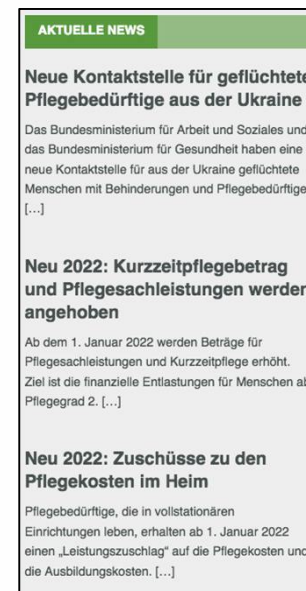 AKTUELLE NEWS
Neue Kontaktstelle für geflüchtete
Pflegebedürftige aus der Ukraine
Das Bundesministerium für Arbeit und Soziales und
das Bundesministerium für Gesundheit haben eine
neue Kontaktstelle für aus der Ukraine geflüchtete
Menschen mit Behinderungen und Pflegebedürftige
[…]
Neu 2022: Kurzzeitpflegebetrag
und Pflegesachleistungen werden
angehoben
Ab dem 1. Januar 2022 werden Beträge für
Pflegesachleistungen und Kurzzeitpflege erhöht.
Ziel ist die finanzielle Entlastungen für Menschen ab
Pflegegrad 2. […]
Neu 2022: Zuschüsse zu den
Pflegekosten im Heim
Pflegebedürftige, die in vollstationären
Einrichtungen leben, erhalten ab 1. Januar 2022
einen „Leistungszuschlag“ auf die Pflegekosten und
die Ausbildungskosten. […]